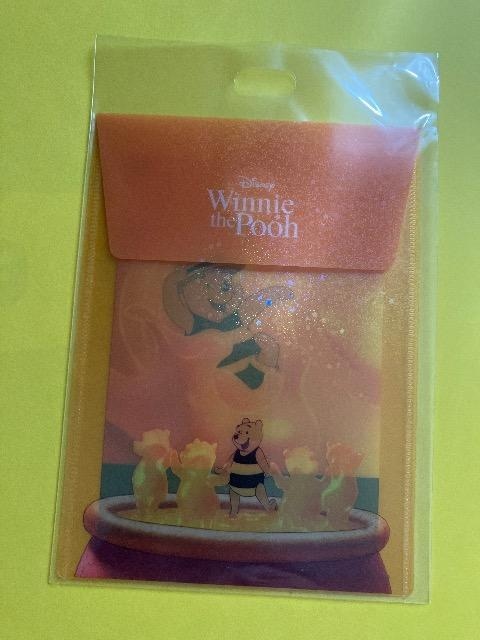 Disney
Winnie
the Pooh